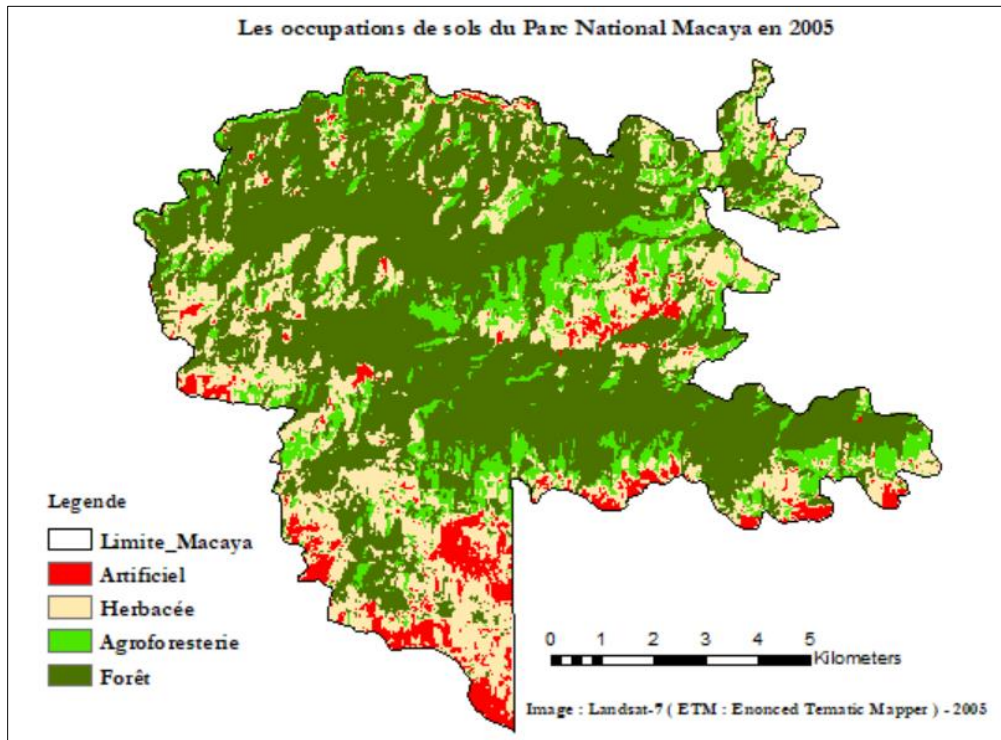 Les occupations de sols du Parc National Macaya en 2005
Legende
Limite_Macaya
Artificiel
Herbacée
Agroforesterie
Forêt
0 1 2 3 4 5
Kilometers
Image : Landsat-7 ( ETM : Enonced Tematic Mapper ) - 2005